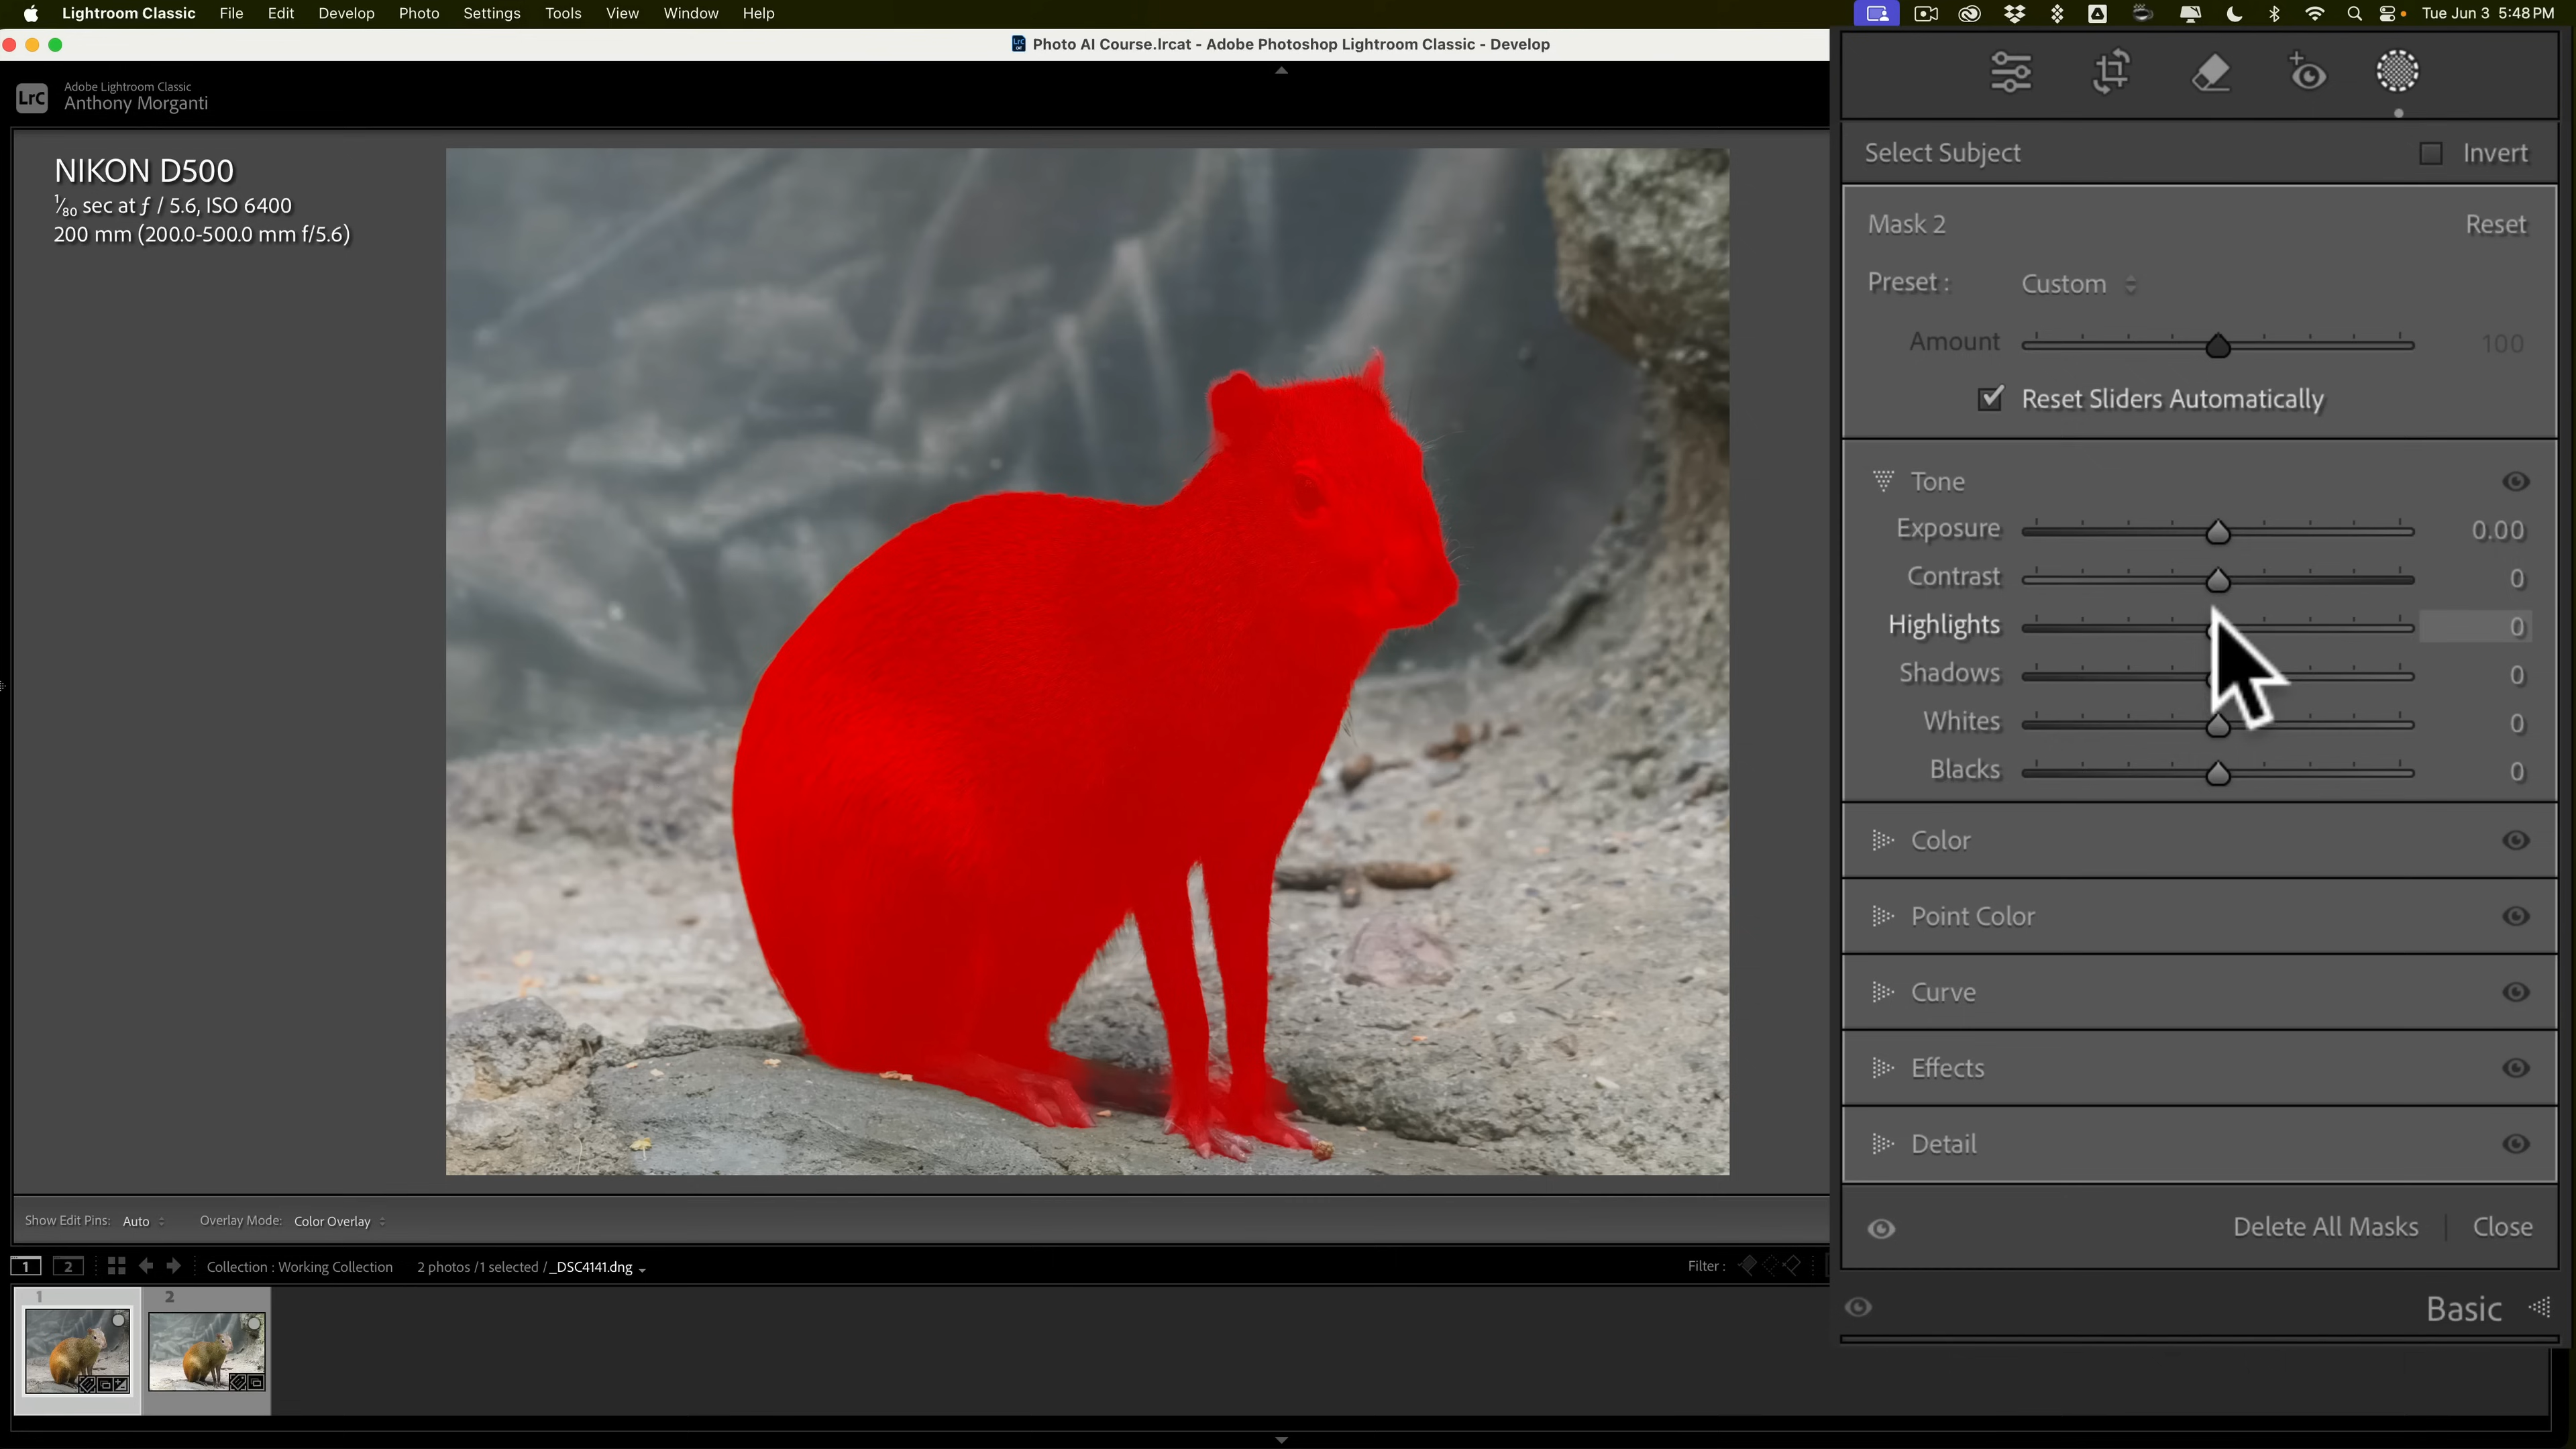 Lightroom Classic File Edit Develop Photo Settings Tools View Window Help Tue Jun 3 5:48 PM
Photo AI Course.lrcat - Adobe Photoshop Lightroom Classic - Develop
LrC
Adobe Lightroom Classic
Anthony Morganti
NIKON D500
1/80 sec at ƒ / 5.6, ISO 6400
200 mm (200.0-500.0 mm f/5.6)
Select Subject Invert
Mask 2 Reset
Preset : Custom
Amount 100
Reset Sliders Automatically
Tone
Exposure 0.00
Contrast 0
Highlights 0
Shadows 0
Whites 0
Blacks 0
Color
Point Color
Curve
Effects
Detail
Delete All Masks Close
Basic
Show Edit Pins: Auto Overlay Mode: Color Overlay
1 2 Collection : Working Collection 2 photos /1 selected /_DSC4141.dng Filter :
1 2